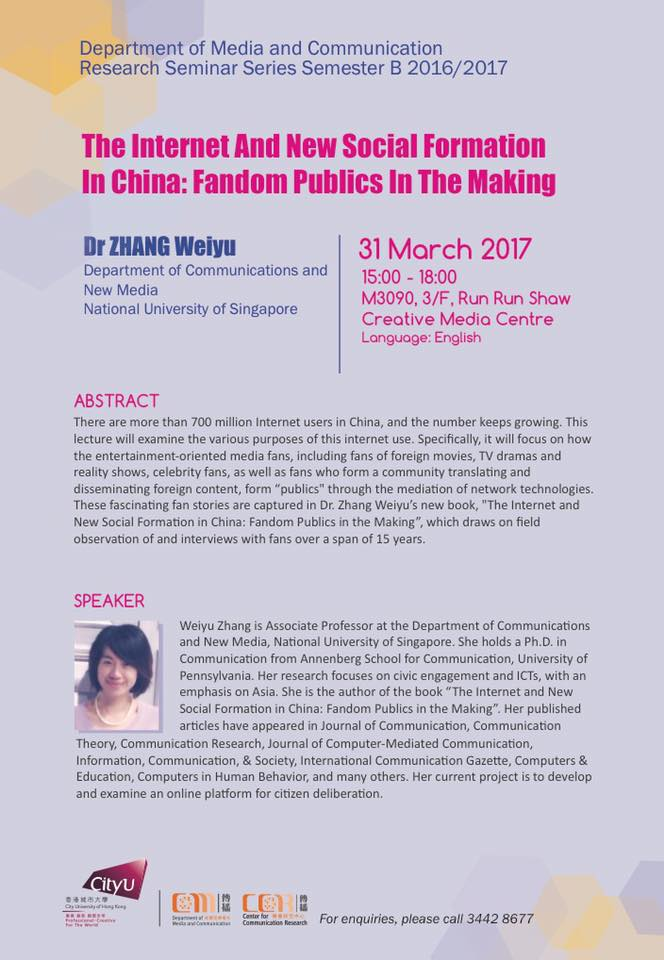 Department of Media and Communication
Research Seminar Series Semester B 2016/2017
The Internet And New Social Formation
In China: Fandom Publics In The Making
Dr ZHANG Weiyu
Department of Communications and
New Media
National University of Singapore
31 March 2017
15:00 - 18:00
M3090, 3/F, Run Run Shaw
Creative Media Centre
Language: English
ABSTRACT
There are more than 700 million Internet users in China, and the number keeps growing. This
lecture will examine the various purposes of this internet use. Specifically, it will focus on how
the entertainment-oriented media fans, including fans of foreign movies, TV dramas and
reality shows, celebrity fans, as well as fans who form a community translating and
disseminating foreign content, form “publics" through the mediation of network technologies.
These fascinating fan stories are captured in Dr. Zhang Weiyu’s new book, "The Internet and
New Social Formation in China: Fandom Publics in the Making”, which draws on field
observation of and interviews with fans over a span of 15 years.
SPEAKER
Weiyu Zhang is Associate Professor at the Department of Communications
and New Media, National University of Singapore. She holds a Ph.D. in
Communication from Annenberg School for Communication, University of
Pennsylvania. Her research focuses on civic engagement and ICTs, with an
emphasis on Asia. She is the author of the book “The Internet and New
Social Formation in China: Fandom Publics in the Making”. Her published
articles have appeared in Journal of Communication, Communication
Theory, Communication Research, Journal of Computer-Mediated Communication,
Information, Communication, & Society, International Communication Gazette, Computers &
Education, Computers in Human Behavior, and many others. Her current project is to develop
and examine an online platform for citizen deliberation.
CityU
香港城市大學
City University of Hong Kong
Professional·Creative
For The World
傳播
Department of
Media and Communication
傳播
Center for
Communication Research
For enquiries, please call 3442 8677